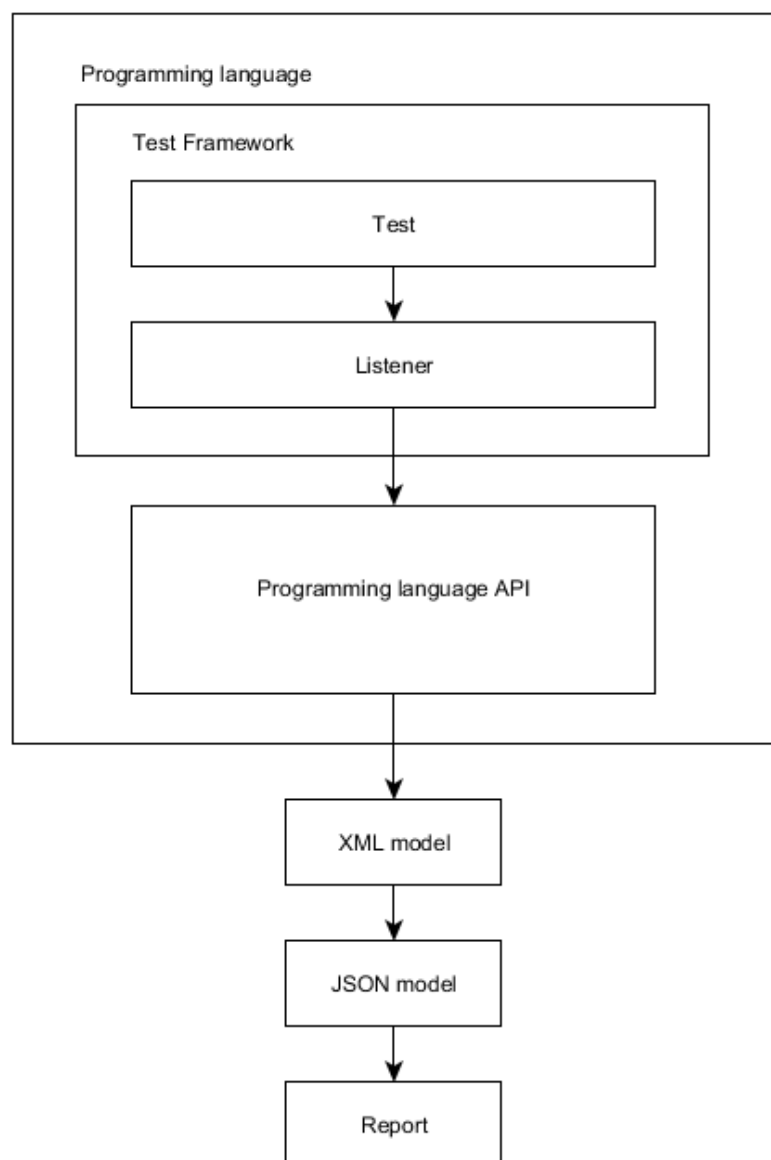 Programming language
Test Framework
Test
Listener
Programming language API
XML model
JSON model
Report